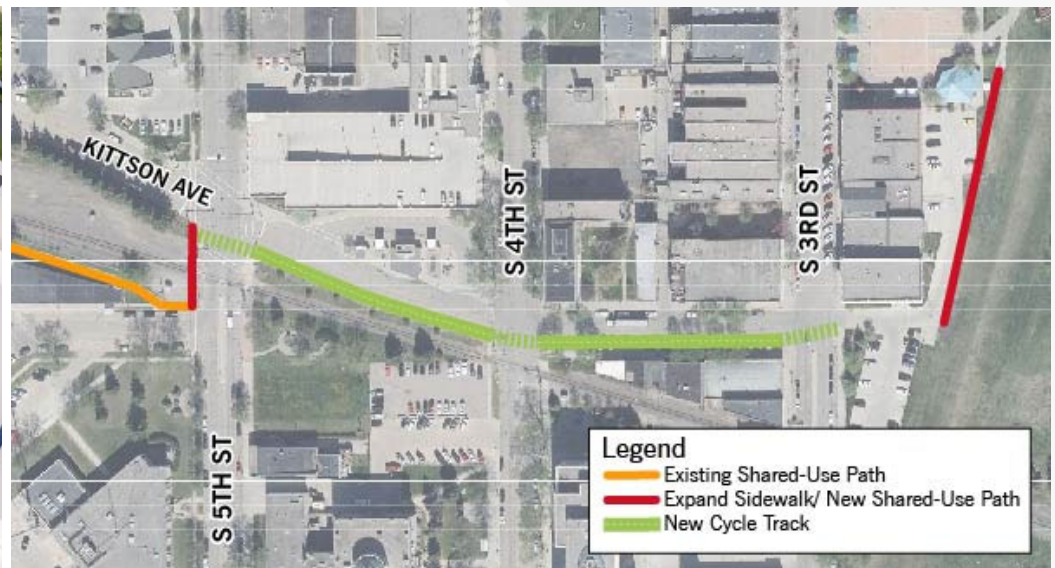 KITTSON AVE
S 4TH ST
S 3RD ST
S 5TH ST
Legend
Existing Shared-Use Path
Expand Sidewalk/ New Shared-Use Path
New Cycle Track